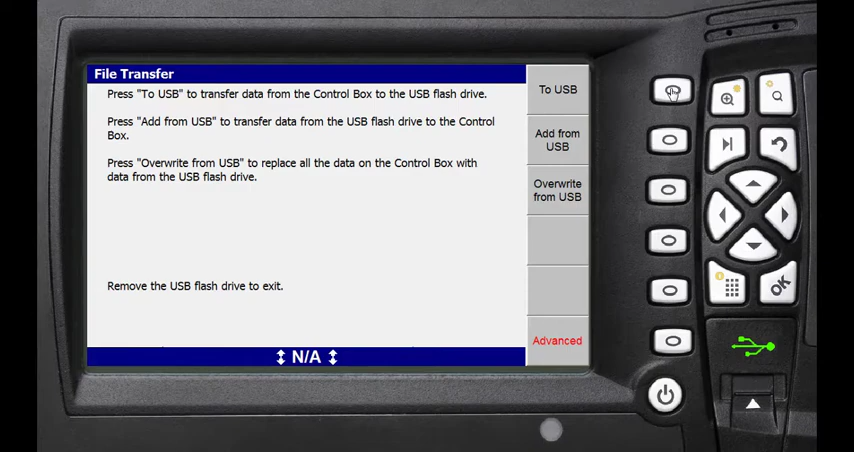 File Transfer
Press "To USB" to transfer data from the Control Box to the USB flash drive.
Press "Add from USB" to transfer data from the USB flash drive to the Control
Box.
Press "Overwrite from USB" to replace all the data on the Control Box with
data from the USB flash drive.
Remove the USB flash drive to exit.
N/A
To USB
Add from
USB
Overwrite
from USB
Advanced
OK